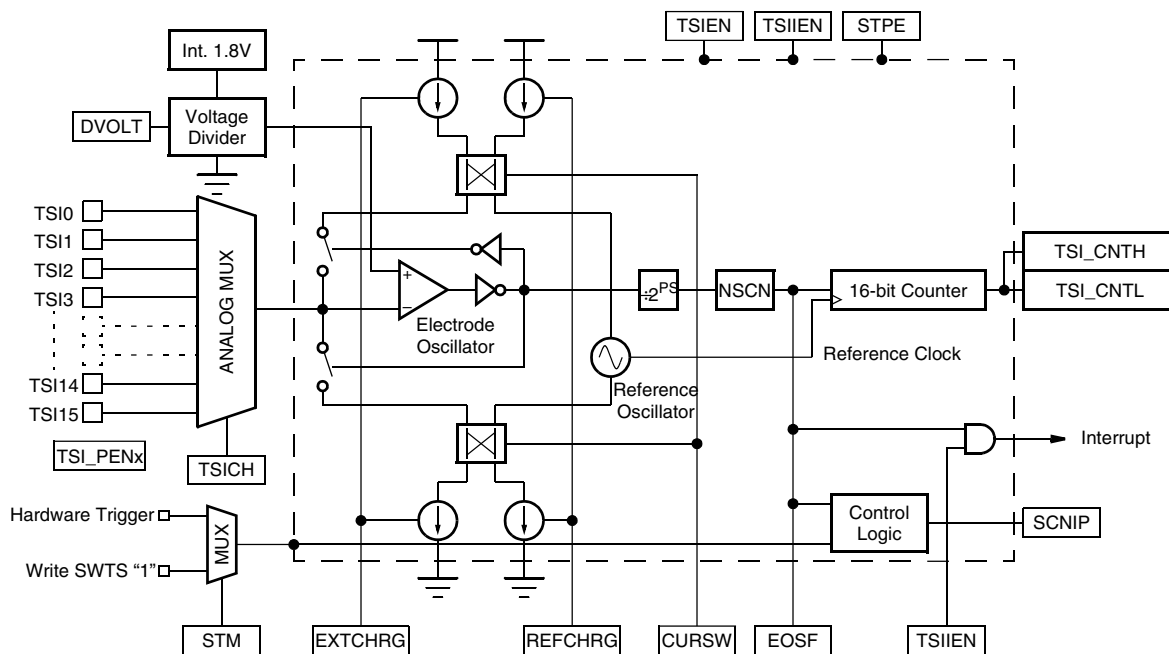 TSIEN
TSIIEN
STPE
Int. 1.8V
DVOLT
Voltage
Divider
TSI0
TSI1
TSI2
TSI3
TSI14
TSI15
ANALOG MUX
TSI_PENx
TSICH
+
−
Electrode
Oscillator
÷2PS
NSCN
16-bit Counter
TSI_CNTH
TSI_CNTL
Reference Clock
Reference
Oscillator
Interrupt
Hardware Trigger
Write SWTS “1”
MUX
Control
Logic
SCNIP
STM
EXTCHRG
REFCHRG
CURSW
EOSF
TSIIEN